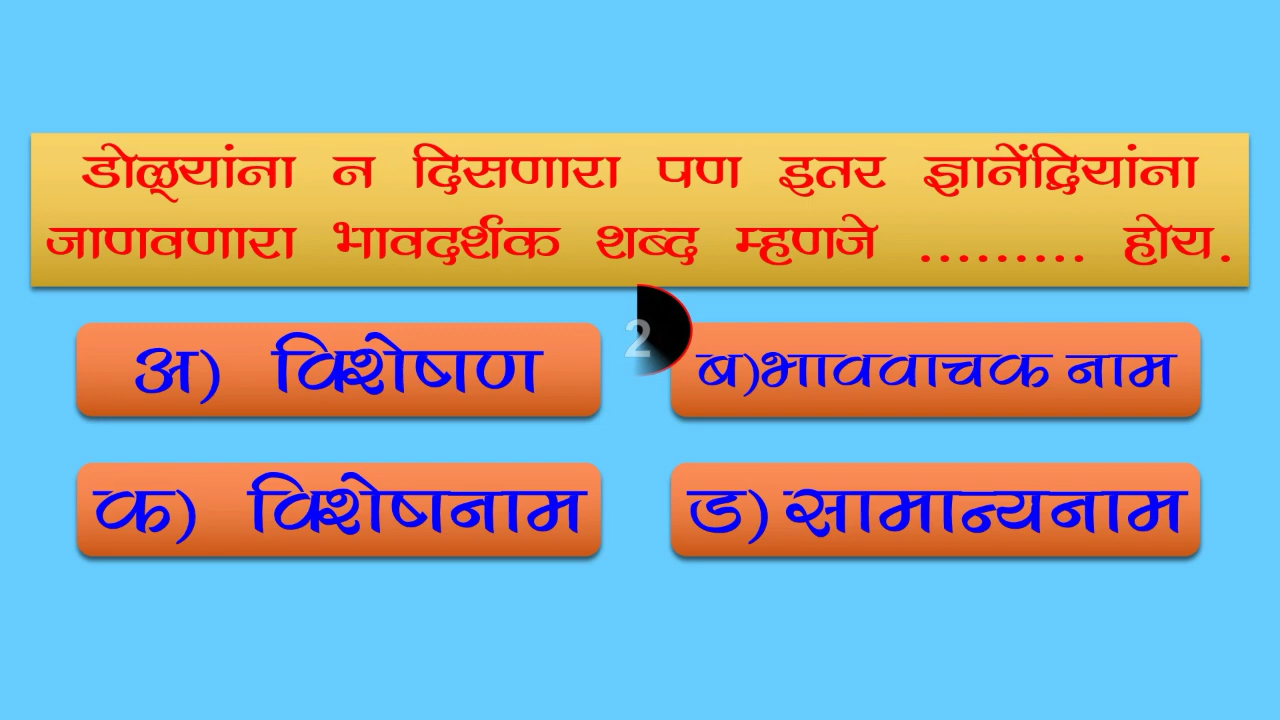 डोळ्यांना न दिसणारा पण इतर ज्ञानेंद्रियांना
जाणवणारा भावदर्शक शब्द म्हणजे ......... होय.
2
अ) विशेषण
ब)भाववाचक नाम
क) विशेषनाम
ड) सामान्यनाम